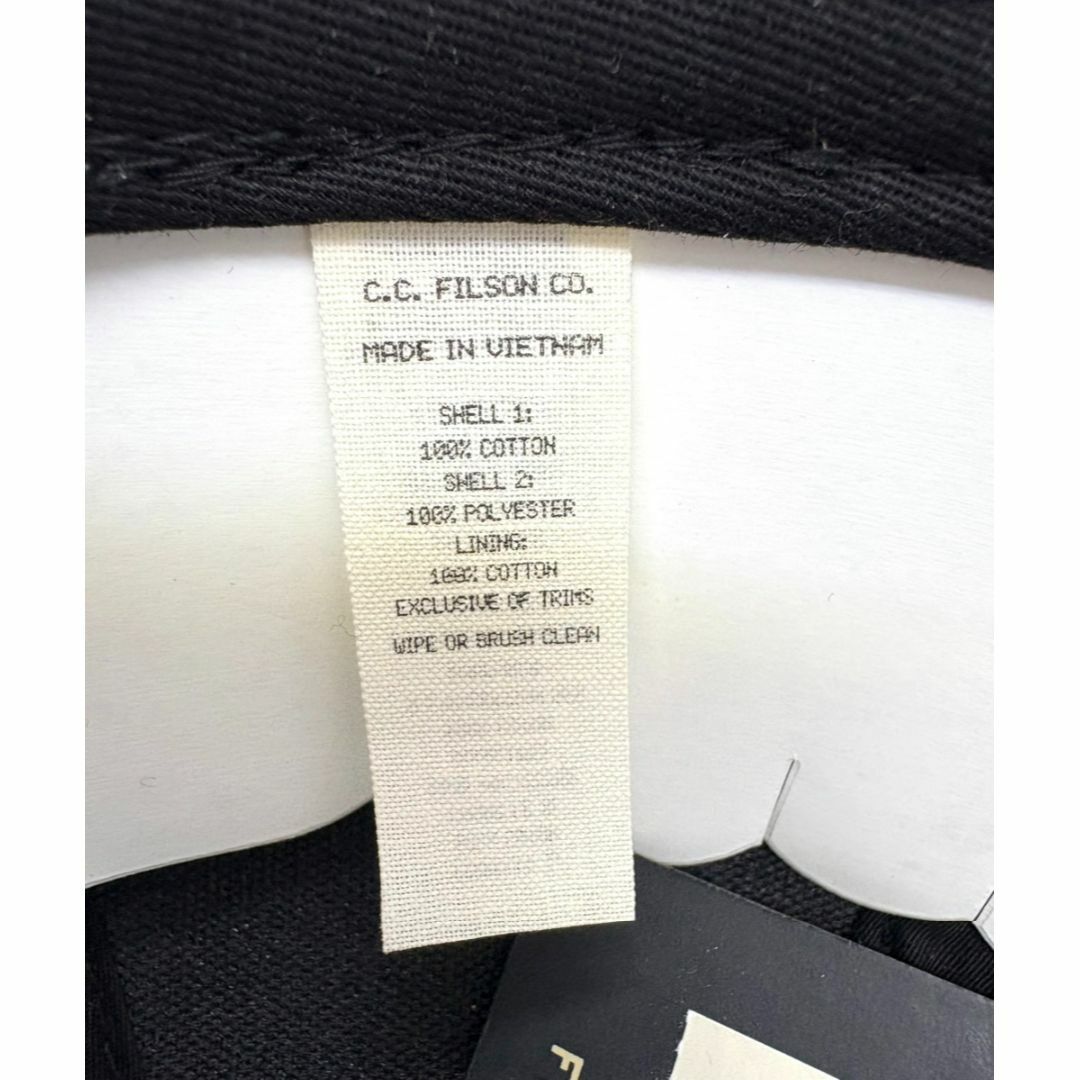 C.C. FILSON CO.
MADE IN VIETNAM
SHELL 1:
100% COTTON
SHELL 2:
100% POLYESTER
LINING:
100% COTTON
EXCLUSIVE OF TRIMS
WIPE OR BRUSH CLEAN
F